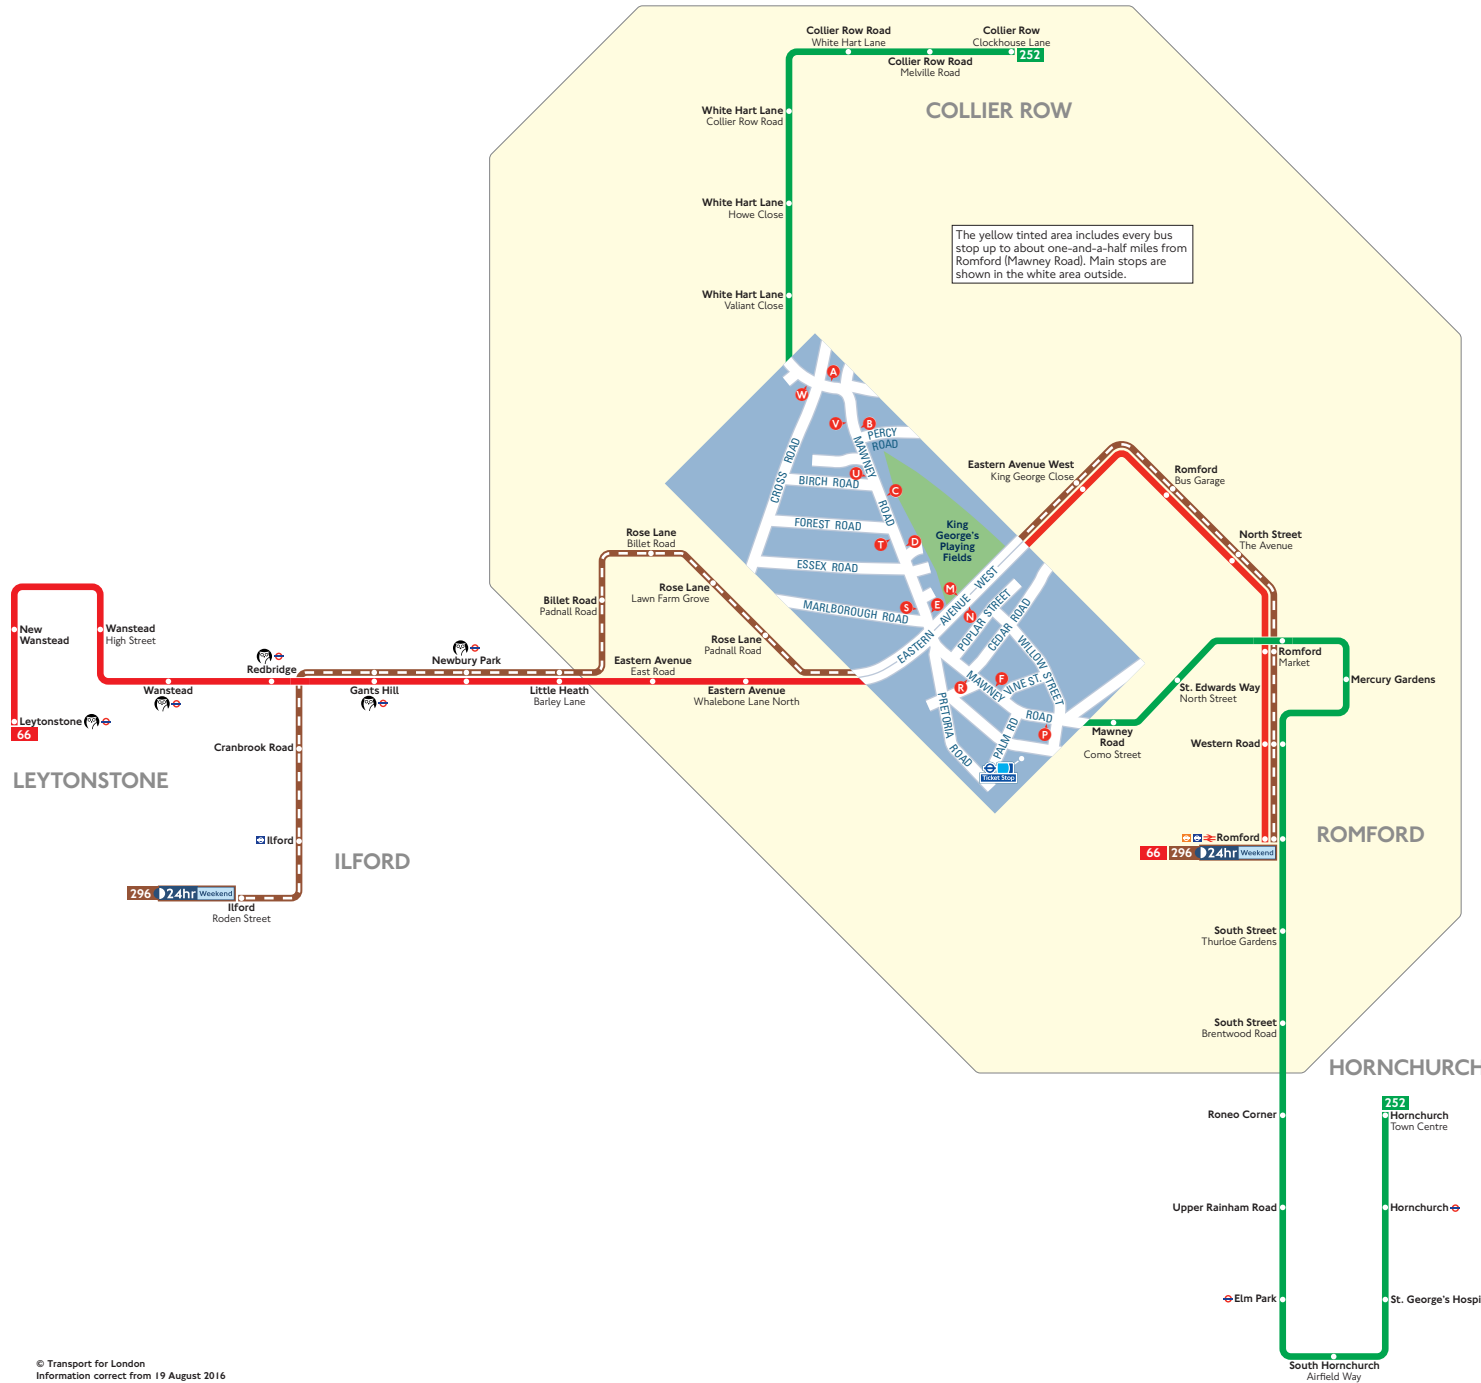 Collier Row Road
White Hart Lane
Collier Row
Clockhouse Lane
252
Collier Row Road
Melville Road
COLLIER ROW
White Hart Lane
Collier Row Road
White Hart Lane
Howe Close
The yellow tinted area includes every bus
stop up to about one-and-a-half miles from
Romford (Mawney Road). Main stops are
shown in the white area outside.
White Hart Lane
Valiant Close
A
W
V
B
PERCY
ROAD
MAWNEY
ROAD
CROSS ROAD
U
BIRCH ROAD
C
FOREST ROAD
T
D
King
George's
Playing
Fields
ESSEX ROAD
M
S
E
MARLBOROUGH ROAD
N
EASTERN AVENUE WEST
POPLAR STREET
CEDAR ROAD
WILLOW STREET
R
F
MAWNEY
VINE ST.
ROAD
PRETORIA ROAD
PALM RD
P
Ticket Stop
Eastern Avenue West
King George Close
Romford
Bus Garage
North Street
The Avenue
Rose Lane
Billet Road
Rose Lane
Lawn Farm Grove
Billet Road
Padnall Road
Rose Lane
Padnall Road
New
Wanstead
Wanstead
High Street
Redbridge
Newbury Park
Eastern Avenue
East Road
Wanstead
Gants Hill
Little Heath
Barley Lane
Eastern Avenue
Whalebone Lane North
Leytonstone
66
LEYTONSTONE
Cranbrook Road
Ilford
ILFORD
296
24hr
Weekend
Ilford
Roden Street
Romford
Market
St. Edwards Way
North Street
Mercury Gardens
Mawney
Road
Como Street
Western Road
Romford
66
296
24hr
Weekend
ROMFORD
South Street
Thurloe Gardens
South Street
Brentwood Road
HORNCHURCH
252
Roneo Corner
Hornchurch
Town Centre
Upper Rainham Road
Hornchurch
Elm Park
St. George's Hospi
South Hornchurch
Airfield Way
© Transport for London
Information correct from 19 August 2016